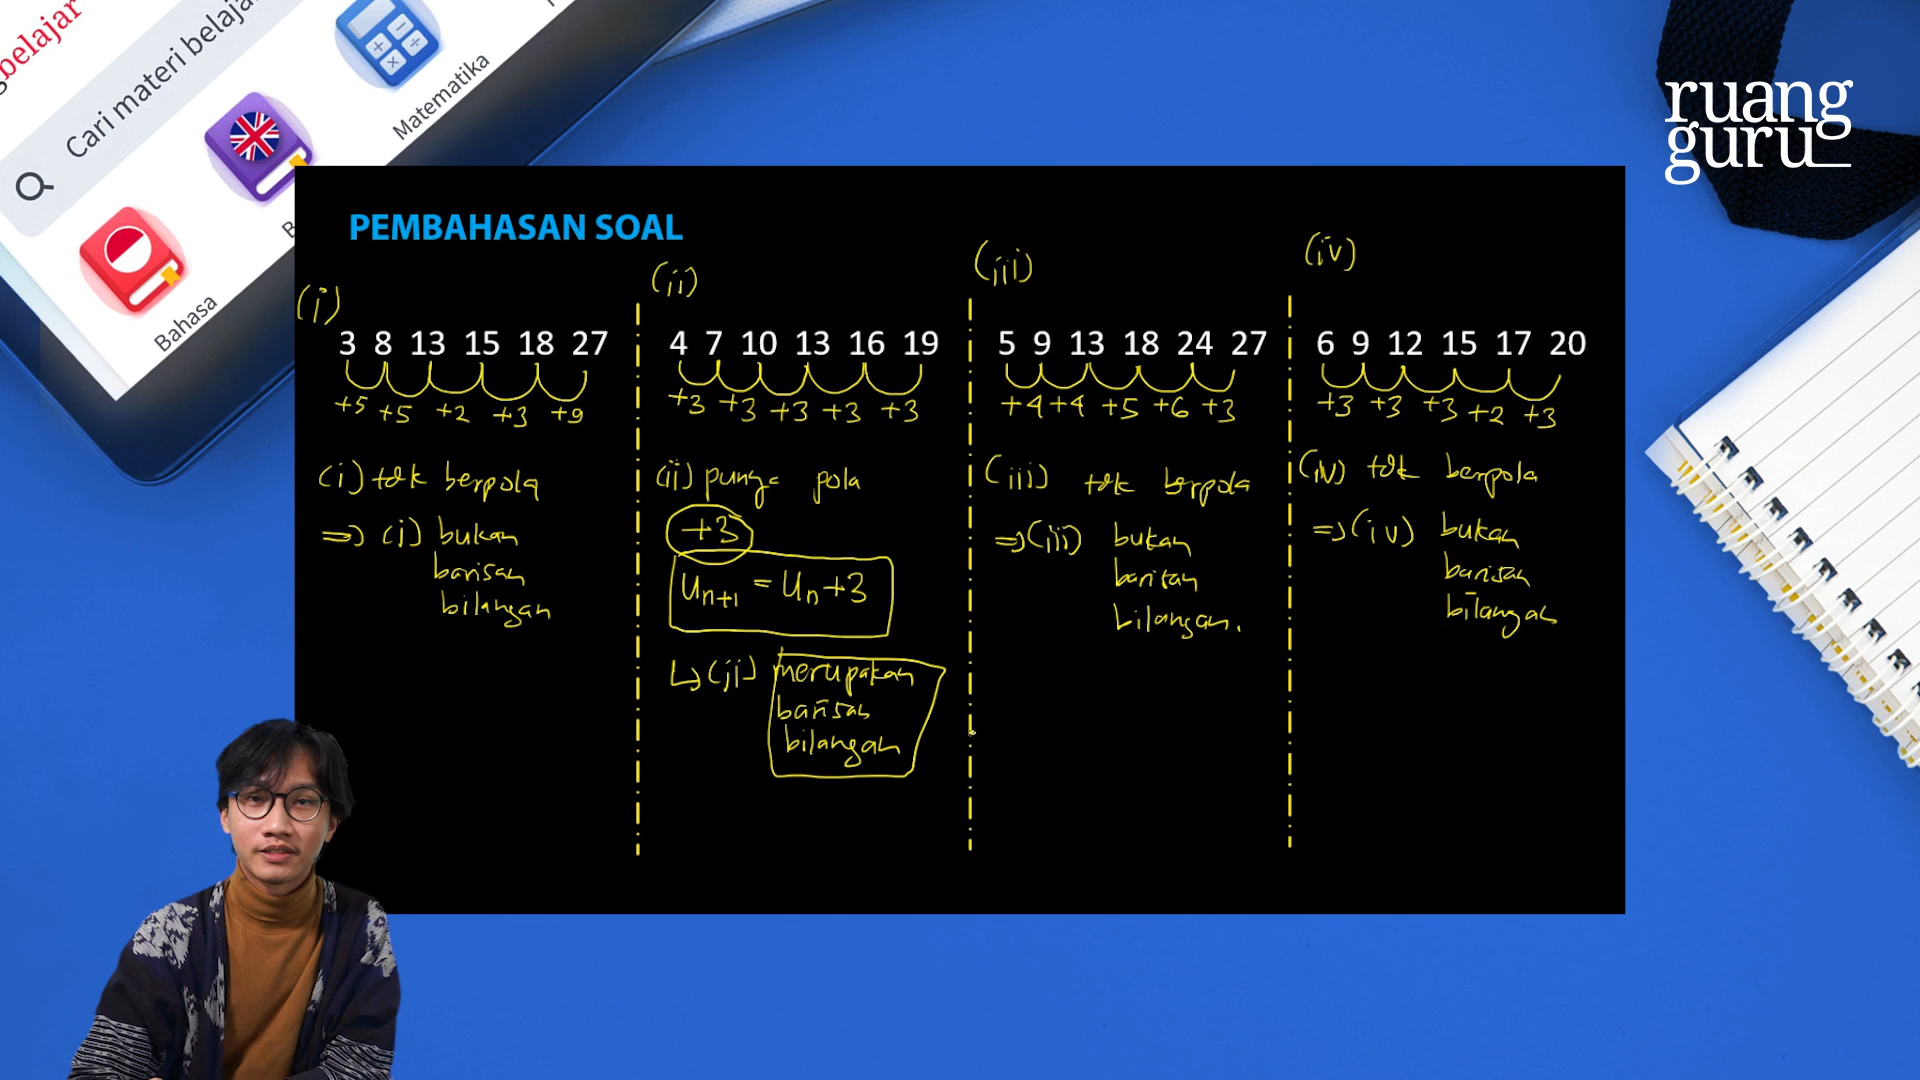 gbelajar
Cari materi belajar
Matematika
B
Bahasa
ruang
guru
PEMBAHASAN SOAL
(i)
3 8 13 15 18 27
+5 +5 +2 +3 +9
(i) tdk berpola
=> (i) bukan
barisan
bilangan
(ii)
4 7 10 13 16 19
+3 +3 +3 +3 +3
(ii) punya pola
+3
Un+1 = Un+3
↳ (ii) merupakan
barisan
bilangan
(iii)
5 9 13 18 24 27
+4 +4 +5 +6 +3
(iii) tdk berpola
=> (iii) bukan
barisan
bilangan.
(iv)
6 9 12 15 17 20
+3 +3 +3 +2 +3
(iv) tdk berpola
=> (iv) bukan
barisan
bilangan